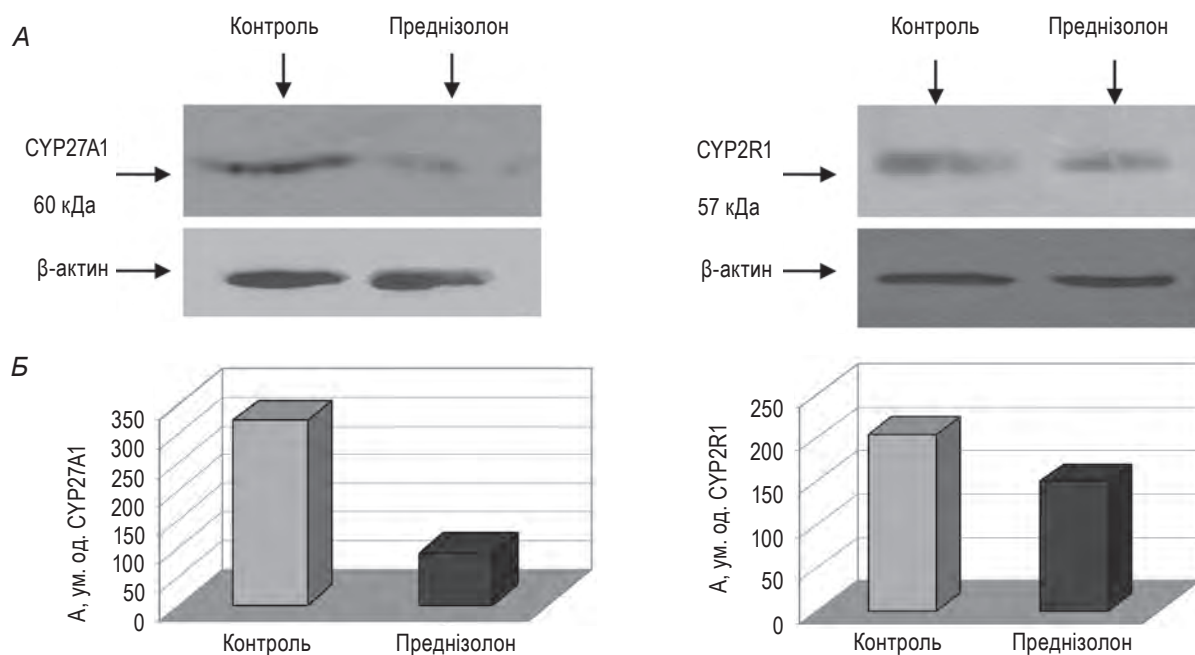 А
Контроль Преднізолон
CYP27A1
60 кДа
β-актин
Контроль Преднізолон
CYP2R1
57 кДа
β-актин
Б
А, ум. од. CYP27A1
350
300
250
200
150
100
50
0
Контроль Преднізолон
А, ум. од. CYP2R1
250
200
150
100
50
0
Контроль Преднізолон